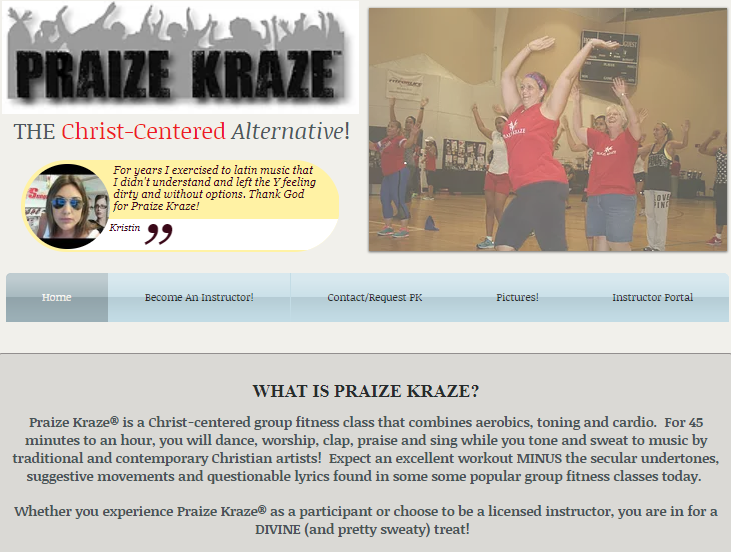 PRAIZE KRAZE™
THE Christ-Centered Alternative!
For years I exercised to latin music that
I didn't understand and left the Y feeling
dirty and without options. Thank God
for Praize Kraze!
Kristin ”
LOVE
PINK
Home
Become An Instructor!
Contact/Request PK
Pictures!
Instructor Portal
WHAT IS PRAIZE KRAZE?
Praize Kraze® is a Christ-centered group fitness class that combines aerobics, toning and cardio. For 45
minutes to an hour, you will dance, worship, clap, praise and sing while you tone and sweat to music by
traditional and contemporary Christian artists! Expect an excellent workout MINUS the secular undertones,
suggestive movements and questionable lyrics found in some some popular group fitness classes today.
Whether you experience Praize Kraze® as a participant or choose to be a licensed instructor, you are in for a
DIVINE (and pretty sweaty) treat!